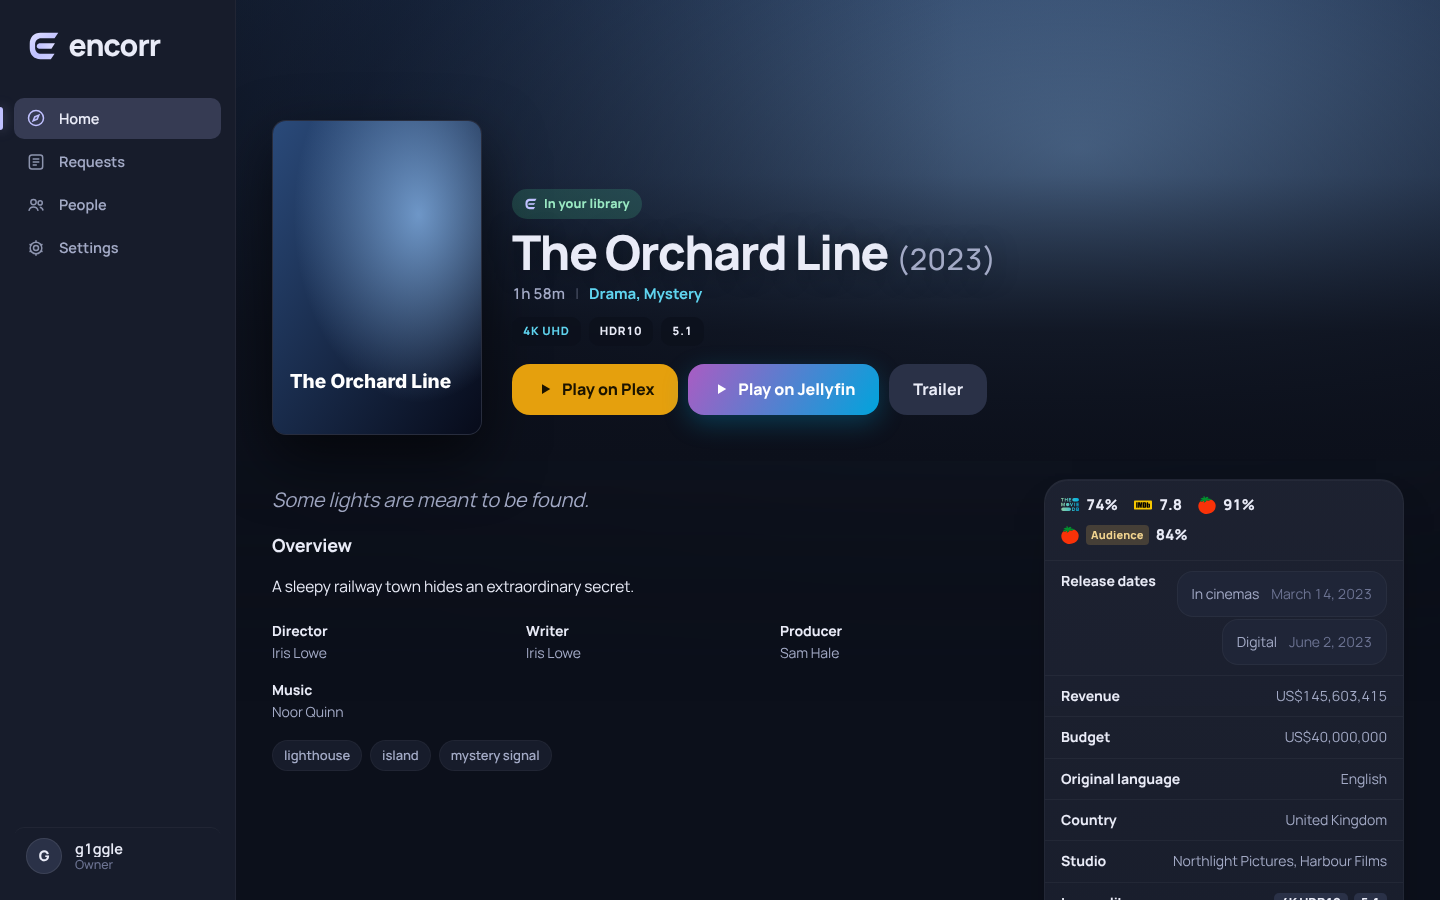 encorr
Home
Requests
People
Settings
g1ggle
G
Owner
The Orchard Line
In your library
The Orchard Line (2023)
1h 58m | Drama, Mystery
4K UHD HDR10 5.1
Play on Plex Play on Jellyfin Trailer
Some lights are meant to be found.
Overview
A sleepy railway town hides an extraordinary secret.
Director Writer Producer
Iris Lowe Iris Lowe Sam Hale
Music
Noor Quinn
lighthouse island mystery signal
THE MOVIE DB 74% IMDb 7.8 91%
Audience 84%
Release dates In cinemas March 14, 2023
Digital June 2, 2023
Revenue US$145,603,415
Budget US$40,000,000
Original language English
Country United Kingdom
Studio Northlight Pictures, Harbour Films